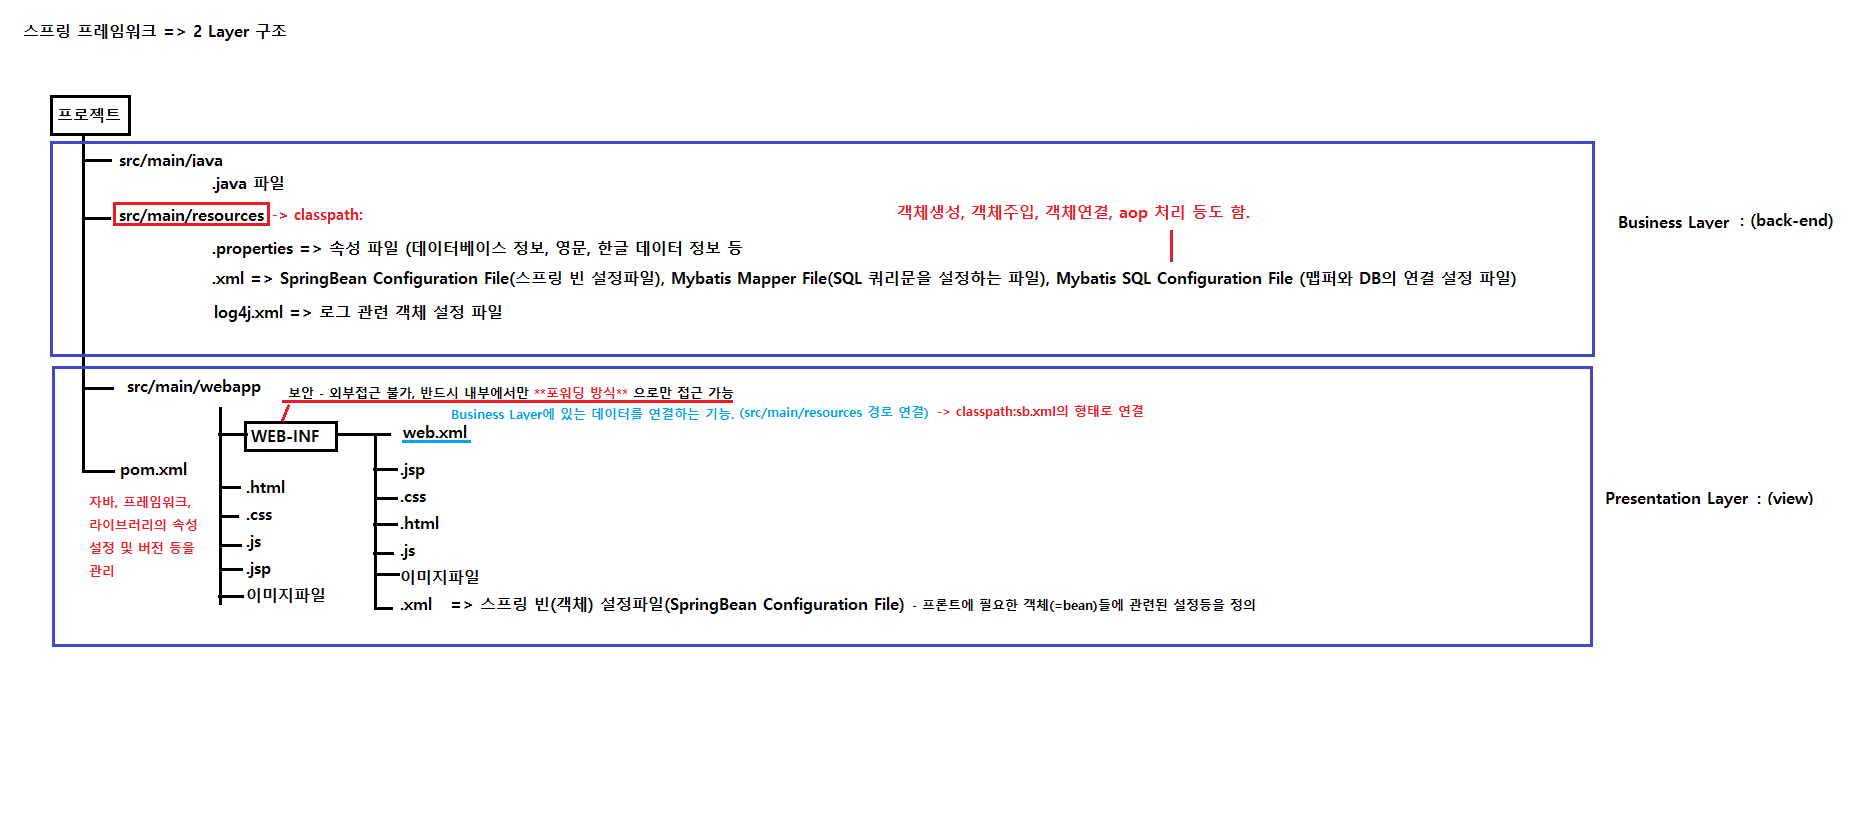 스프링 프레임워크 => 2 Layer 구조
프로젝트
src/main/java
.java 파일
src/main/resources -> classpath:
객체생성, 객체주입, 객체연결, aop 처리 등도 함.
Business Layer : (back-end)
.properties => 속성 파일 (데이터베이스 정보, 영문, 한글 데이터 정보 등
.xml => SpringBean Configuration File(스프링 빈 설정파일), Mybatis Mapper File(SQL 쿼리문을 설정하는 파일), Mybatis SQL Configuration File (맵퍼와 DB의 연결 설정 파일)
log4j.xml => 로그 관련 객체 설정 파일
src/main/webapp
보안 - 외부접근 불가, 반드시 내부에서만 **포워딩 방식** 으로만 접근 가능
Business Layer에 있는 데이터를 연결하는 기능. (src/main/resources 경로 연결) -> classpath:sb.xml의 형태로 연결
WEB-INF
web.xml
pom.xml
자바, 프레임워크,
라이브러리의 속성
설정 및 버전 등을
관리
.html
.css
.js
.jsp
이미지파일
.jsp
.css
.html
.js
이미지파일
.xml => 스프링 빈(객체) 설정파일(SpringBean Configuration File) - 프론트에 필요한 객체(=bean)들에 관련된 설정등을 정의
Presentation Layer : (view)